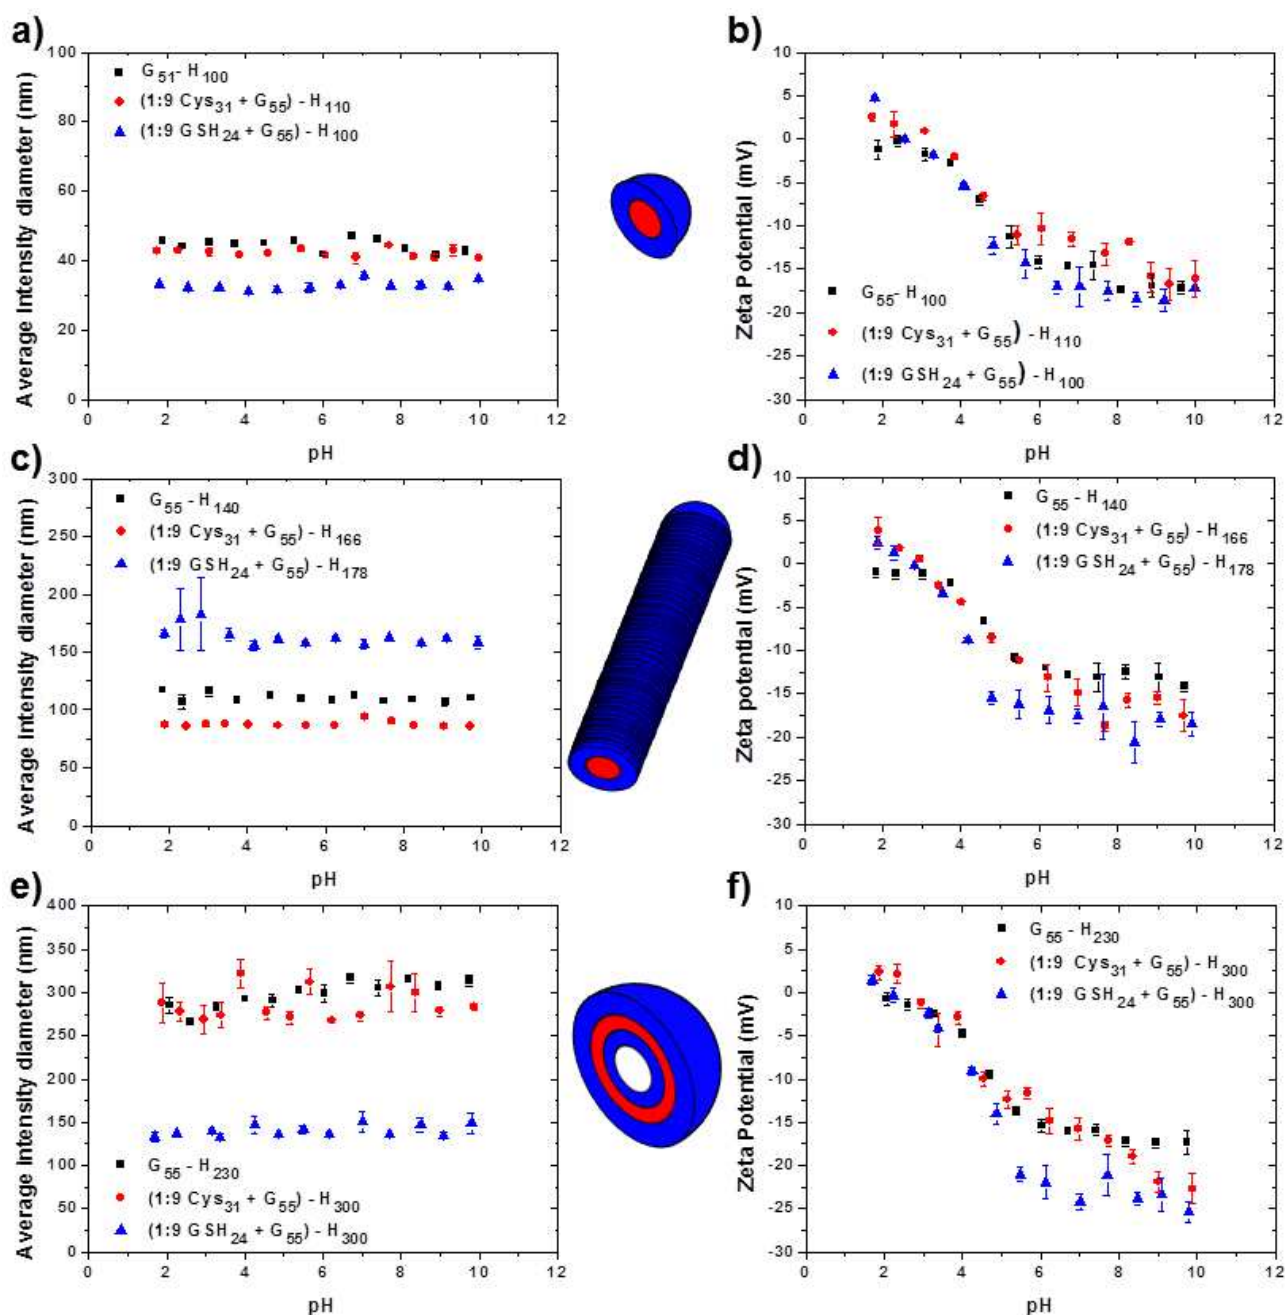 a)
Average Intensity diameter (nm)
100
80
60
40
20
0
G51- H100
(1:9 Cys31 + G55) - H110
(1:9 GSH24 + G55) - H100
0 2 4 6 8 10 12
pH
b)
Zeta Potential (mV)
10
5
0
-5
-10
-15
-20
-25
-30
G55- H100
(1:9 Cys31 + G55) - H110
(1:9 GSH24 + G55) - H100
0 2 4 6 8 10 12
pH
c)
Average Intensity diameter (nm)
300
250
200
150
100
50
0
G55 - H140
(1:9 Cys31 + G55) - H166
(1:9 GSH24 + G55) - H178
0 2 4 6 8 10 12
pH
d)
Zeta potential (mV)
10
5
0
-5
-10
-15
-20
-25
-30
G55 - H140
(1:9 Cys31 + G55) - H166
(1:9 GSH24 + G55) - H178
0 2 4 6 8 10 12
pH
e)
Average Intensity diameter (nm)
400
350
300
250
200
150
100
50
0
G55 - H230
(1:9 Cys31 + G55) - H300
(1:9 GSH24 + G55) - H300
0 2 4 6 8 10 12
pH
f)
Zeta Potential (mV)
10
5
0
-5
-10
-15
-20
-25
-30
G55 - H230
(1:9 Cys31 + G55) - H300
(1:9 GSH24 + G55) - H300
0 2 4 6 8 10 12
pH